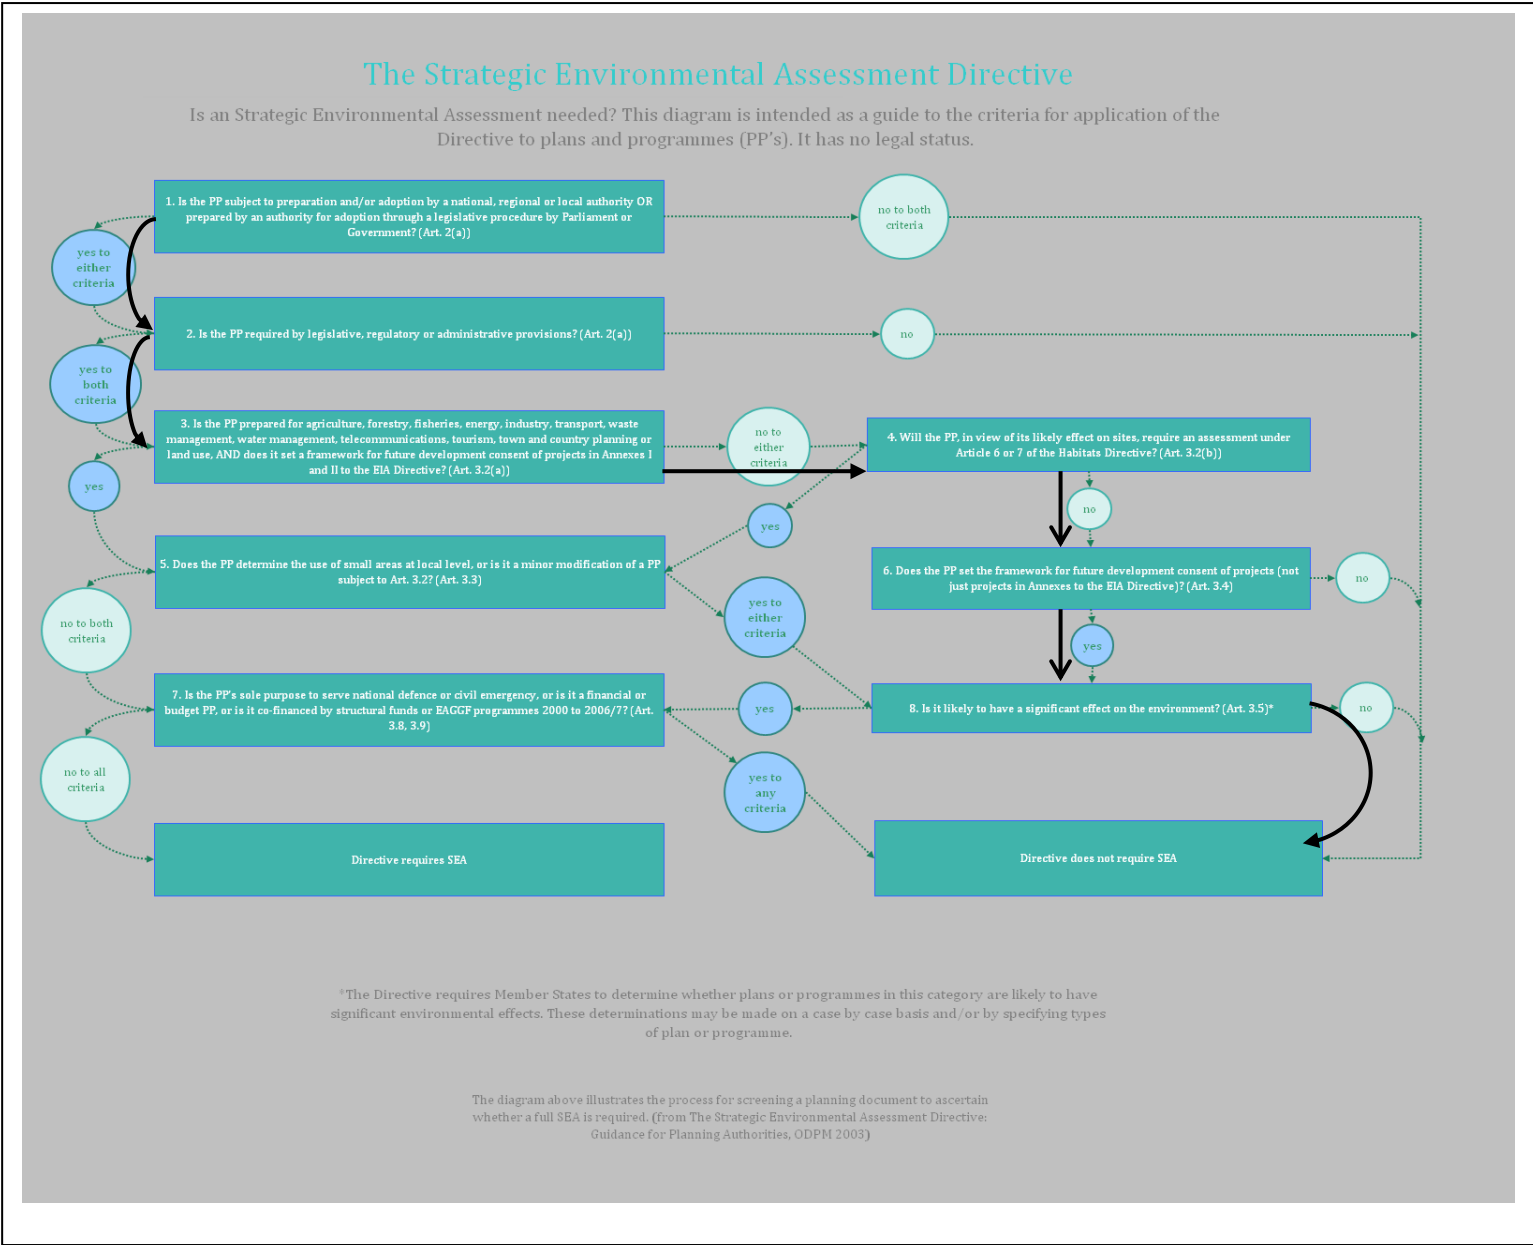 The Strategic Environmental Assessment Directive
Is an Strategic Environmental Assessment needed? This diagram is intended as a guide to the criteria for application of the
Directive to plans and programmes (PP's). It has no legal status.
1. Is the PP subject to preparation and/or adoption by a national, regional or local authority OR
prepared by an authority for adoption through a legislative procedure by Parliament or
Government? (Art. 2(a))
no to both
criteria
yes to
either
criteria
2. Is the PP required by legislative, regulatory or administrative provisions? (Art. 2(a))
no
yes to
both
criteria
3. Is the PP prepared for agriculture, forestry, fisheries, energy, industry, transport, waste
management, water management, telecommunications, tourism, town and country planning or
land use, AND does it set a framework for future development consent of projects in Annexes I
and II to the EIA Directive? (Art. 3.2(a))
no to
either
criteria
4. Will the PP, in view of its likely effect on sites, require an assessment under
Article 6 or 7 of the Habitats Directive? (Art. 3.2(b))
yes
yes
no
5. Does the PP determine the use of small areas at local level, or is it a minor modification of a PP
subject to Art. 3.2? (Art. 3.3)
6. Does the PP set the framework for future development consent of projects (not
just projects in Annexes to the EIA Directive)? (Art. 3.4)
no
no to both
criteria
yes to
either
criteria
yes
7. Is the PP's sole purpose to serve national defence or civil emergency, or is it a financial or
budget PP, or is it co-financed by structural funds or EAGGF programmes 2000 to 2006/7? (Art.
3.8, 3.9)
yes
8. Is it likely to have a significant effect on the environment? (Art. 3.5)*
no
no to all
criteria
yes to
any
criteria
Directive requires SEA
Directive does not require SEA
*The Directive requires Member States to determine whether plans or programmes in this category are likely to have
significant environmental effects. These determinations may be made on a case by case basis and/or by specifying types
of plan or programme.
The diagram above illustrates the process for screening a planning document to ascertain
whether a full SEA is required. (from The Strategic Environmental Assessment Directive:
Guidance for Planning Authorities, ODPM 2003)